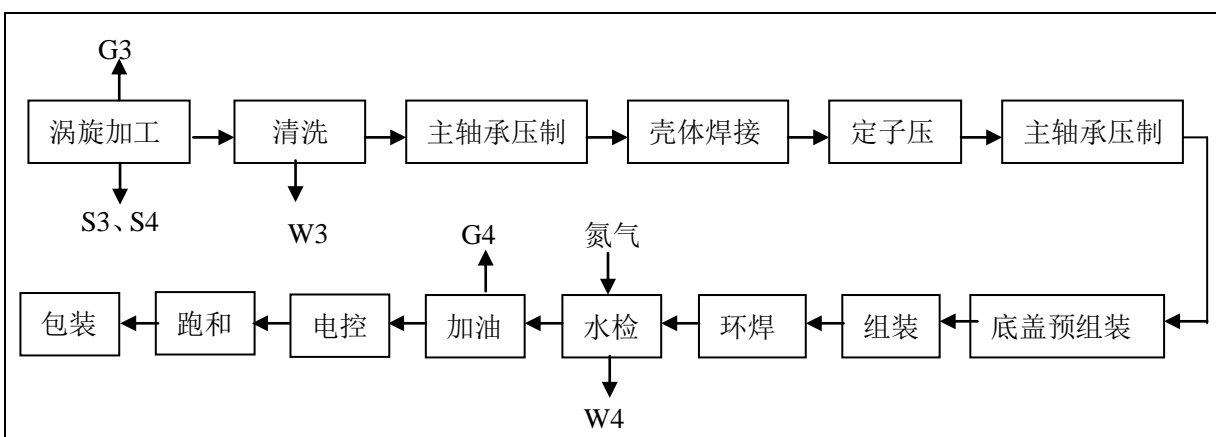 G3
涡旋加工
清洗
主轴承压制
壳体焊接
定子压
主轴承压制
S3、S4
W3
G4
氮气
包装
跑和
电控
加油
水检
环焊
组装
底盖预组装
W4